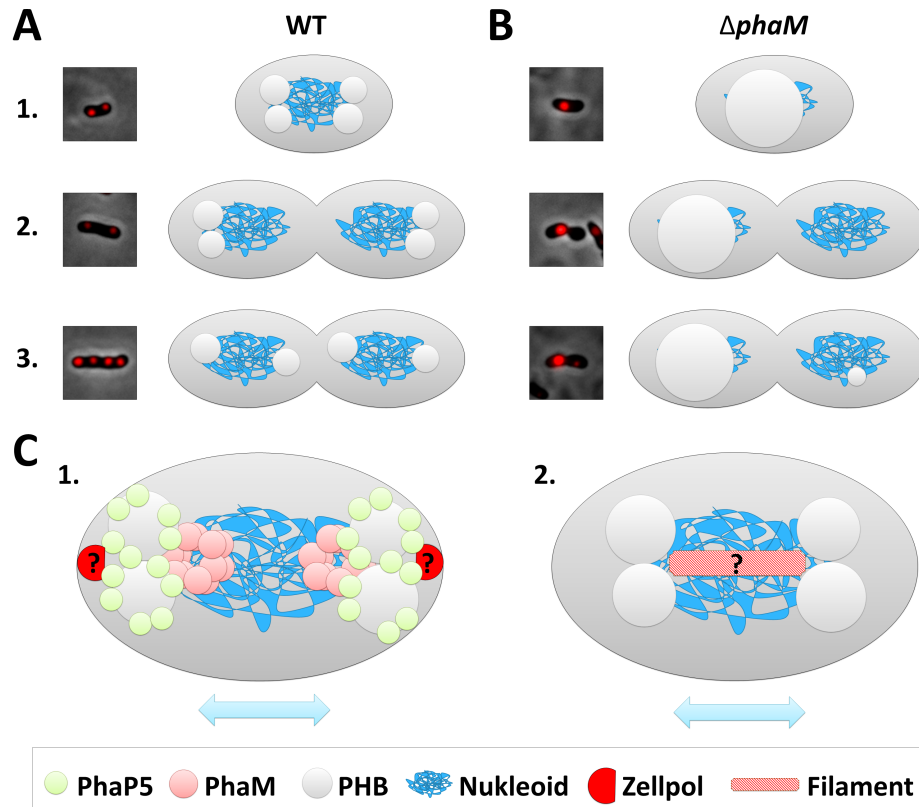 A WT B ΔphaM
1.
2.
3.
C 1. 2.
? ? ?
PhaP5 PhaM PHB Nukleoid Zellpol Filament